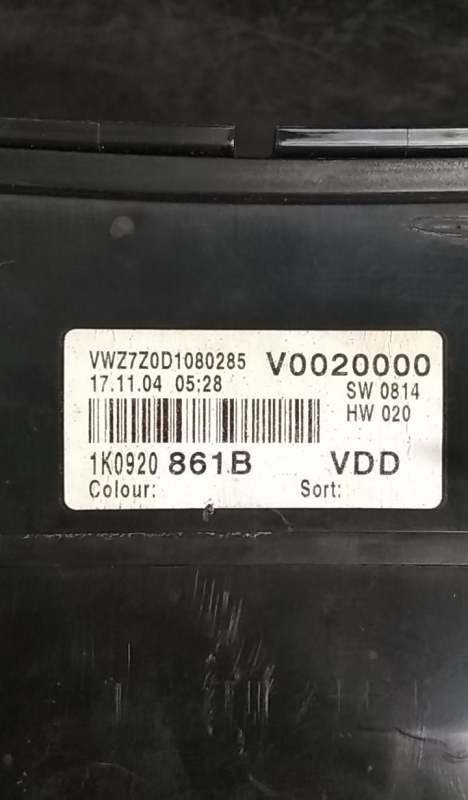 VWZ7Z0D1080285 V0020000
17.11.04 05:28 SW 0814
HW 020
1K0920 861B VDD
Colour: Sort: